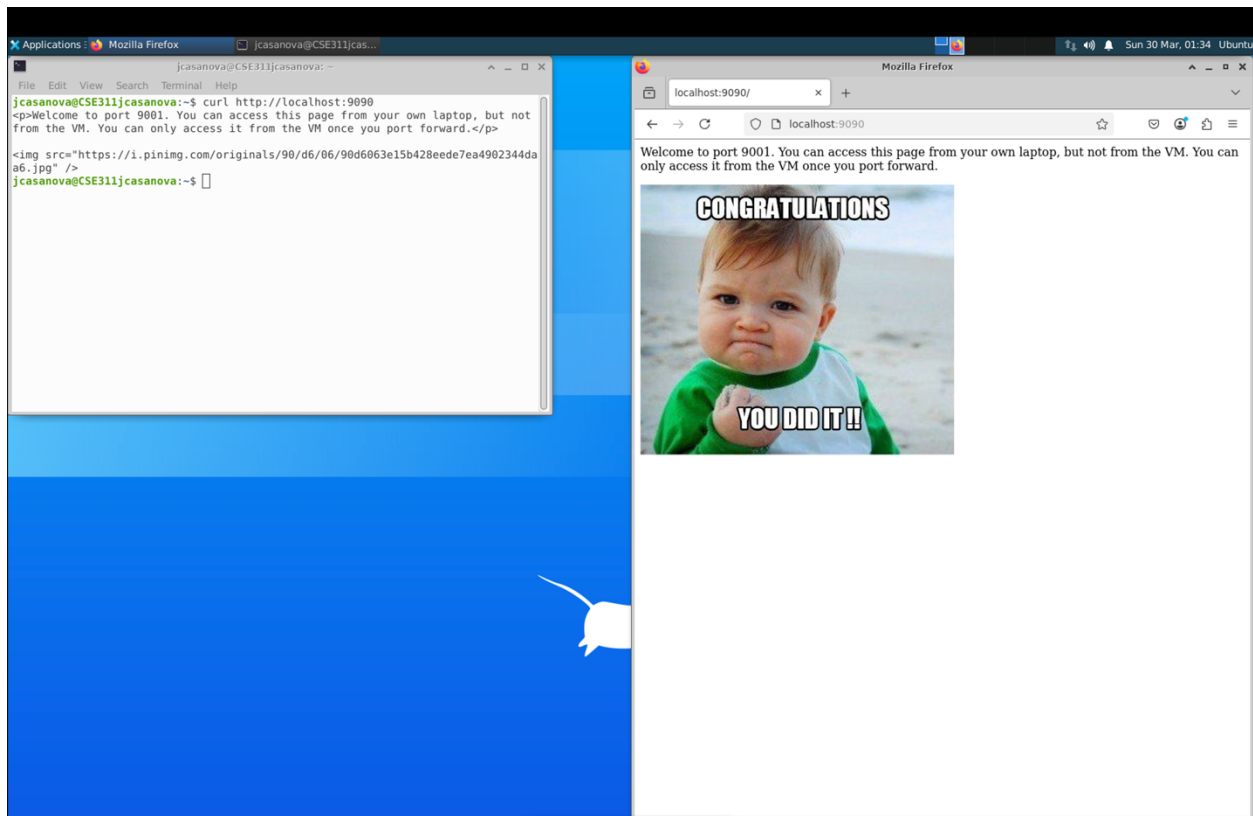 Applications
Mozilla Firefox
jcasanova@CSE311jcas...
Sun 30 Mar, 01:34 Ubuntu
jcasanova@CSE311jcasanova: ~
File Edit View Search Terminal Help
jcasanova@CSE311jcasanova:~$ curl http://localhost:9090
<p>Welcome to port 9001. You can access this page from your own laptop, but not
from the VM. You can only access it from the VM once you port forward.</p>
<img src="https://i.pinimg.com/originals/90/d6/06/90d6063e15b428eede7ea4902344da
a6.jpg" />
jcasanova@CSE311jcasanova:~$
Mozilla Firefox
localhost:9090/
localhost:9090
Welcome to port 9001. You can access this page from your own laptop, but not from the VM. You can
only access it from the VM once you port forward.
CONGRATULATIONS
YOU DID IT !!